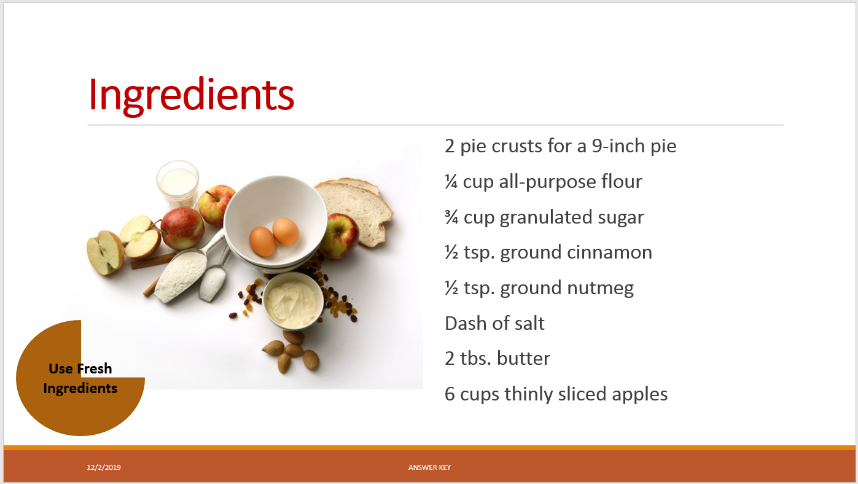 Ingredients
2 pie crusts for a 9-inch pie
¼ cup all-purpose flour
¾ cup granulated sugar
½ tsp. ground cinnamon
½ tsp. ground nutmeg
Dash of salt
2 tbs. butter
6 cups thinly sliced apples
Use Fresh
Ingredients
12/2/2019
ANSWER KEY